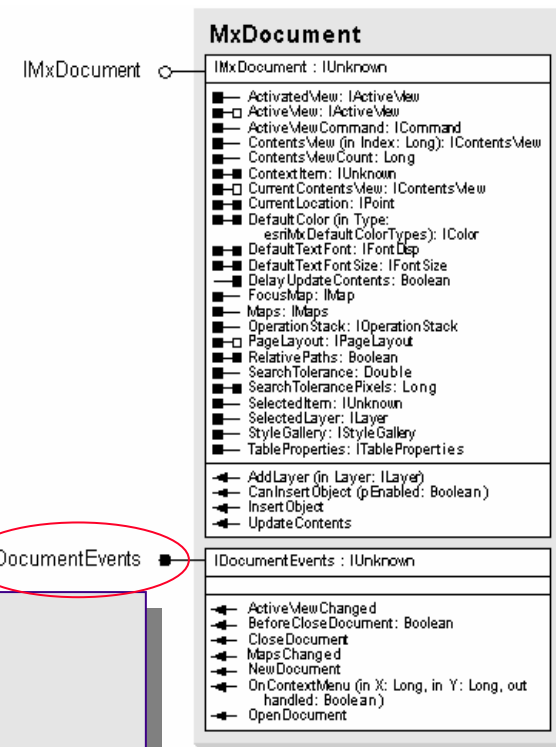 MxDocument
IMxDocument
IMxDocument : IUnknown
ActivatedView: IActiveView
ActiveView: IActiveView
ActiveViewCommand: ICommand
ContentsView (in Index: Long): IContentsView
ContentsViewCount: Long
ContextItem: IUnknown
CurrentContentsView: IContentsView
CurrentLocation: IPoint
DefaultColor (in Type:
esriMxDefaultColorTypes): IColor
DefaultTextFont: IFontDisp
DefaultTextFontSize: IFontSize
DelayUpdateContents: Boolean
FocusMap: IMap
Maps: IMaps
OperationStack: IOperationStack
PageLayout: IPageLayout
RelativePaths: Boolean
SearchTolerance: Double
SearchTolerancePixels: Long
SelectedItem: IUnknown
SelectedLayer: ILayer
StyleGallery: IStyleGallery
TableProperties: ITableProperties
AddLayer (in Layer: ILayer)
CanInsertObject (pEnabled: Boolean)
InsertObject
UpdateContents
DocumentEvents
IDocumentEvents : IUnknown
ActiveViewChanged
BeforeCloseDocument: Boolean
CloseDocument
MapsChanged
NewDocument
OnContextMenu (in X: Long, in Y: Long, out
handled: Boolean)
OpenDocument